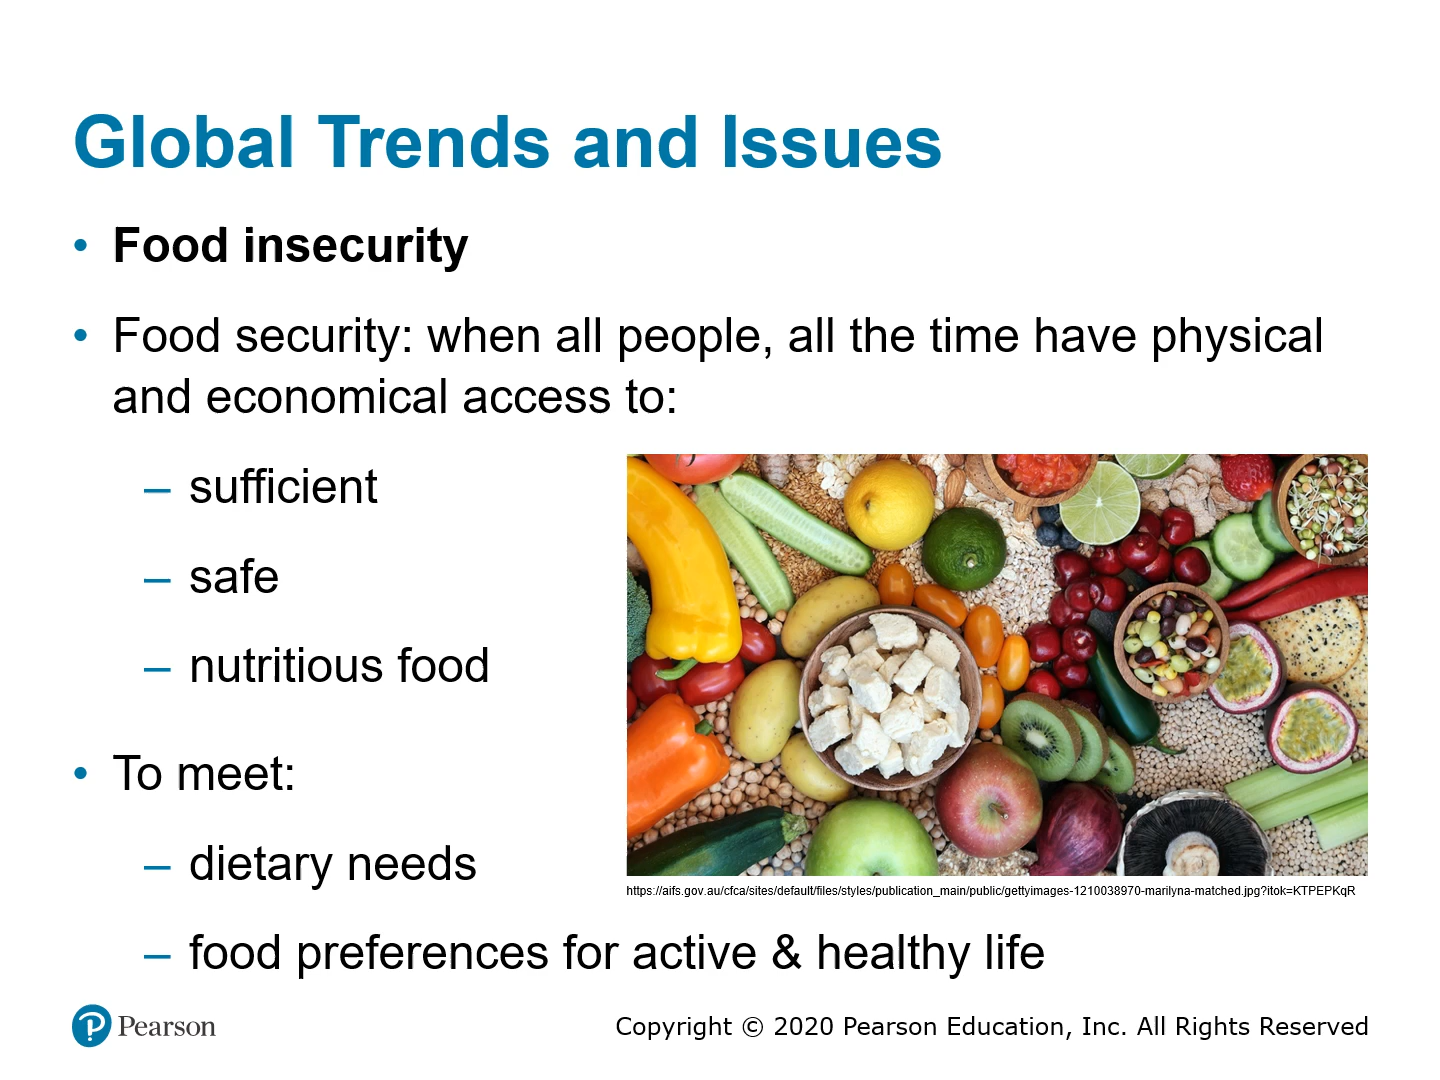 Global Trends and Issues
• Food insecurity
• Food security: when all people, all the time have physical
and economical access to:
– sufficient
– safe
– nutritious food
• To meet:
– dietary needs
– food preferences for active & healthy life
https://aifs.gov.au/cfca/sites/default/files/styles/publication_main/public/gettyimages-1210038970-marilyna-matched.jpg?itok=KTPEPKqR
Pearson
Copyright © 2020 Pearson Education, Inc. All Rights Reserved